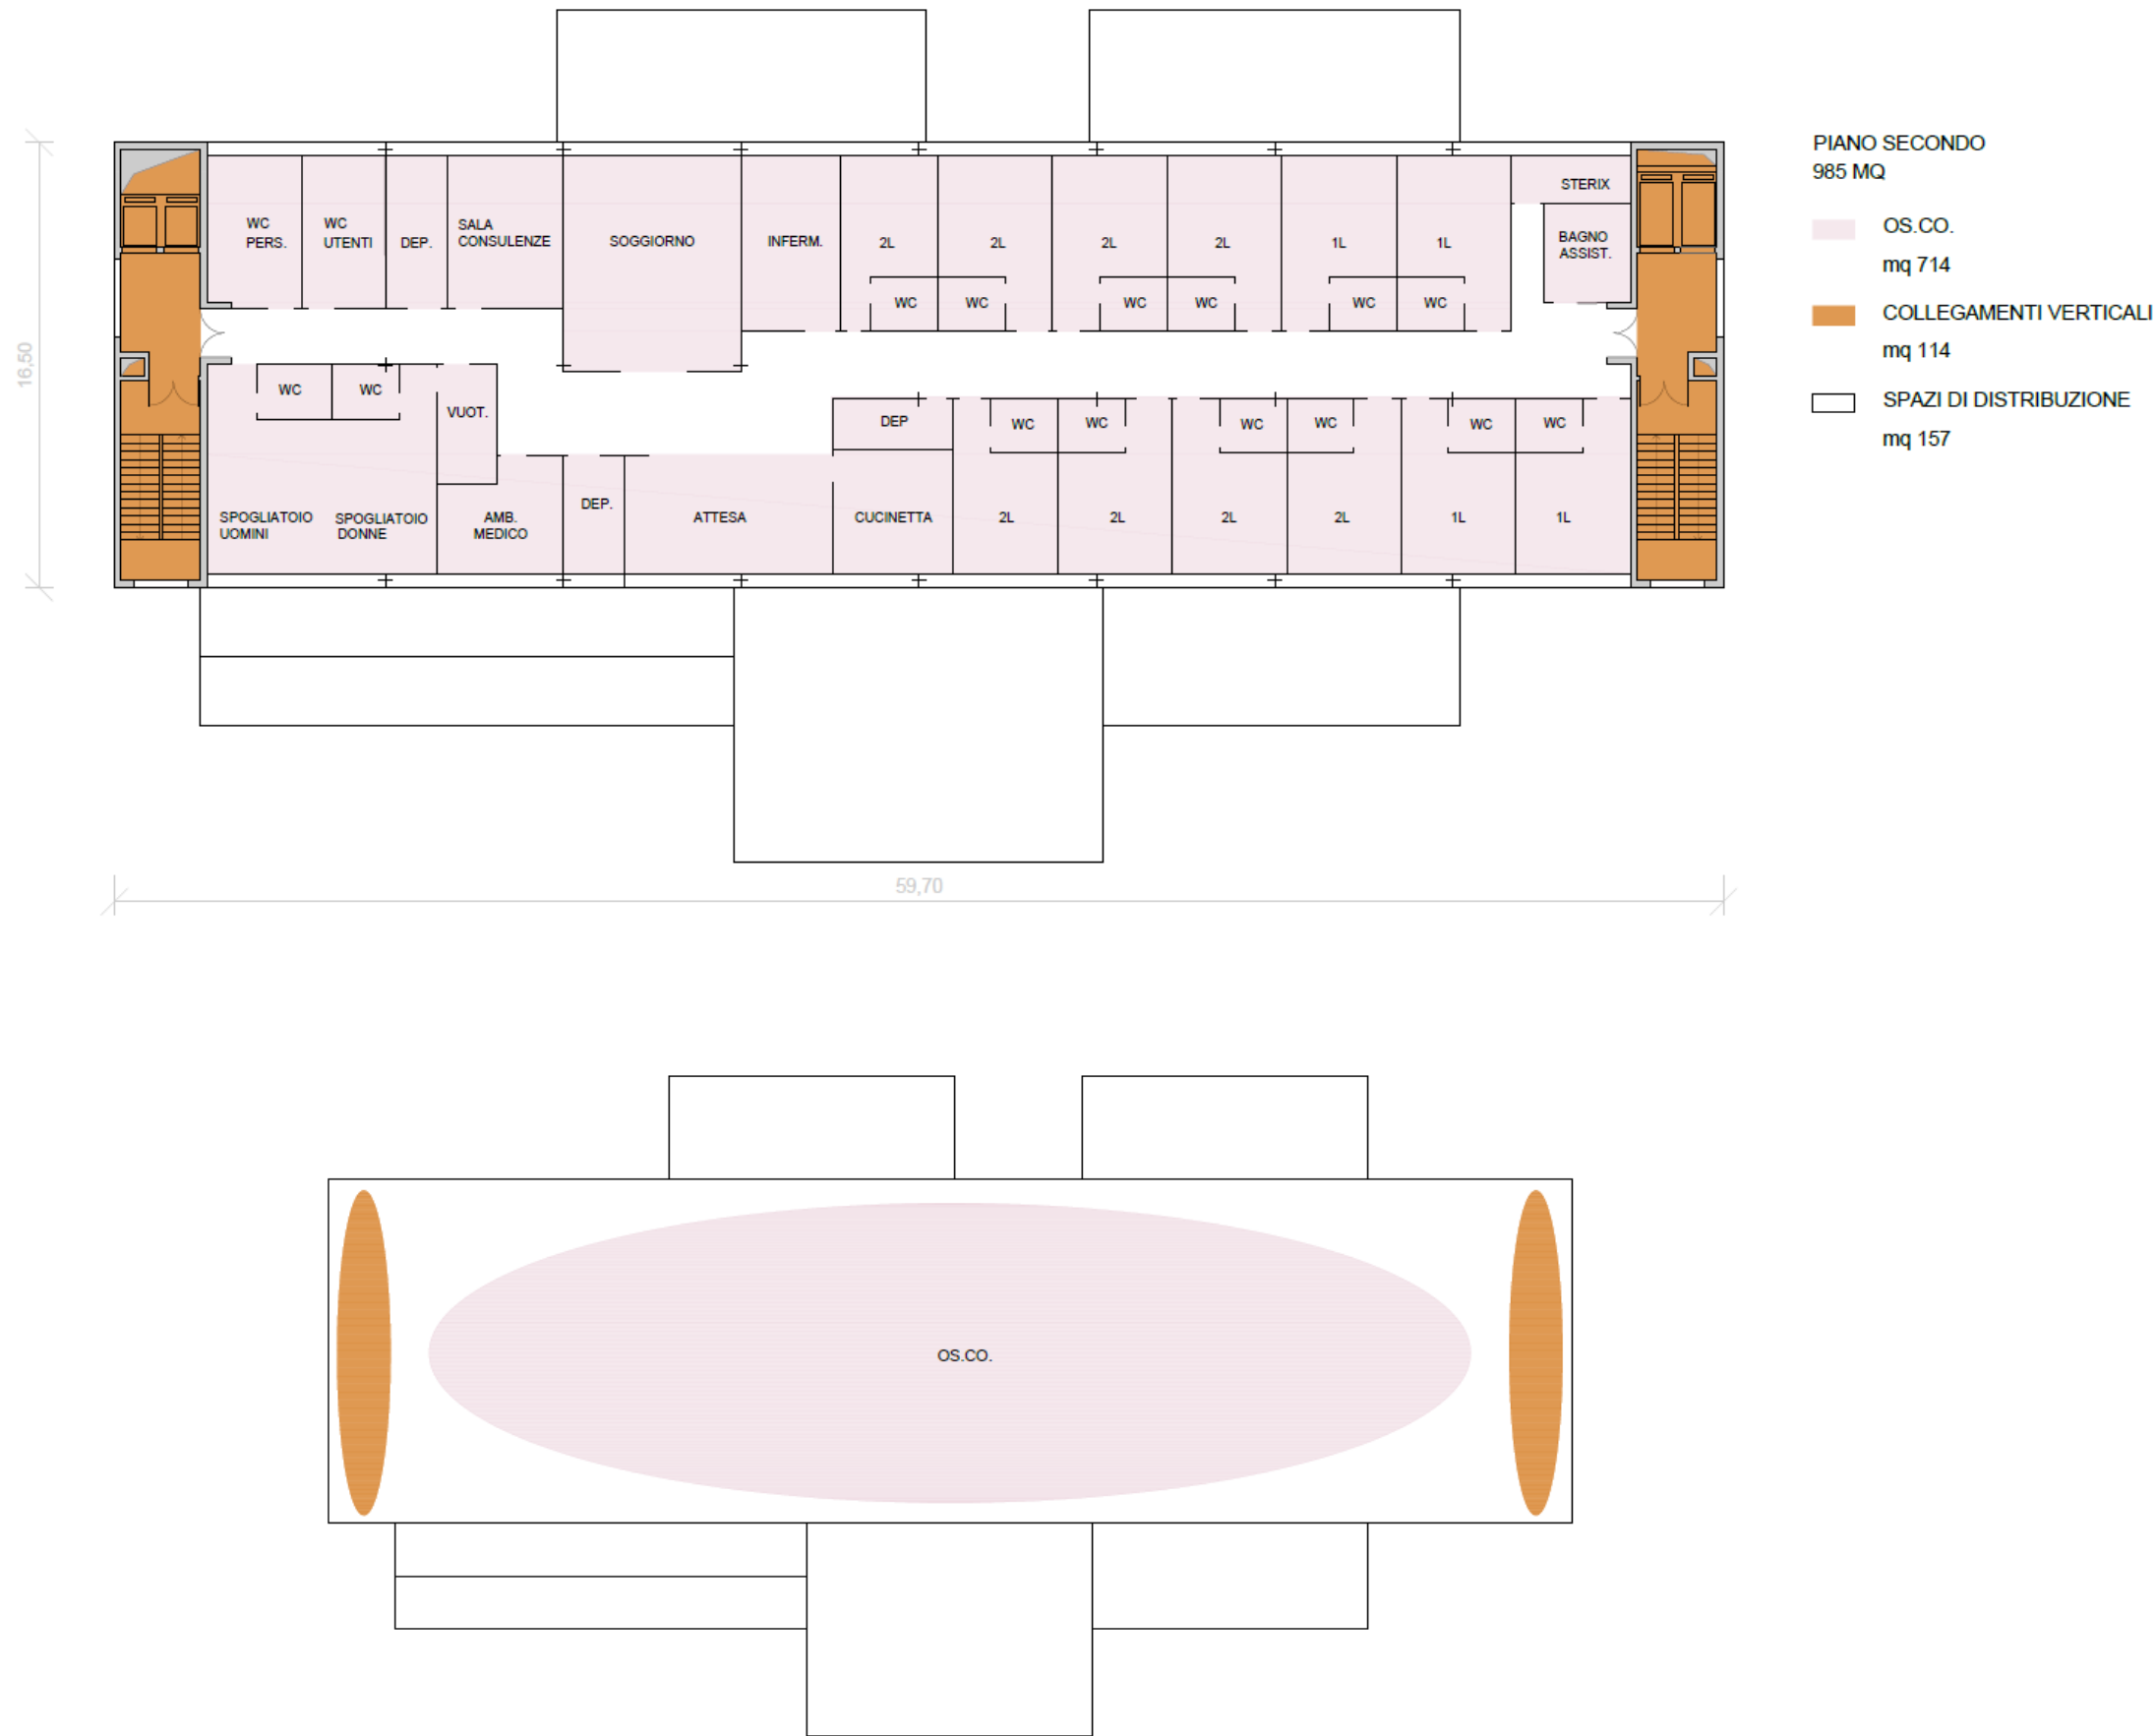 PIANO SECONDO
985 MQ
OS.CO.
mq 714
COLLEGAMENTI VERTICALI
mq 114
SPAZI DI DISTRIBUZIONE
mq 157
16,50
WC
PERS.
WC
UTENTI
DEP.
SALA
CONSULENZE
SOGGIORNO
INFERM.
2L
2L
2L
2L
1L
1L
STERIX
BAGNO
ASSIST.
WC
WC
WC
WC
WC
WC
WC
WC
VUOT.
DEP
WC
WC
WC
WC
WC
WC
SPOGLIATOIO
UOMINI
SPOGLIATOIO
DONNE
AMB.
MEDICO
DEP.
ATTESA
CUCINETTA
2L
2L
2L
2L
1L
1L
59,70
OS.CO.